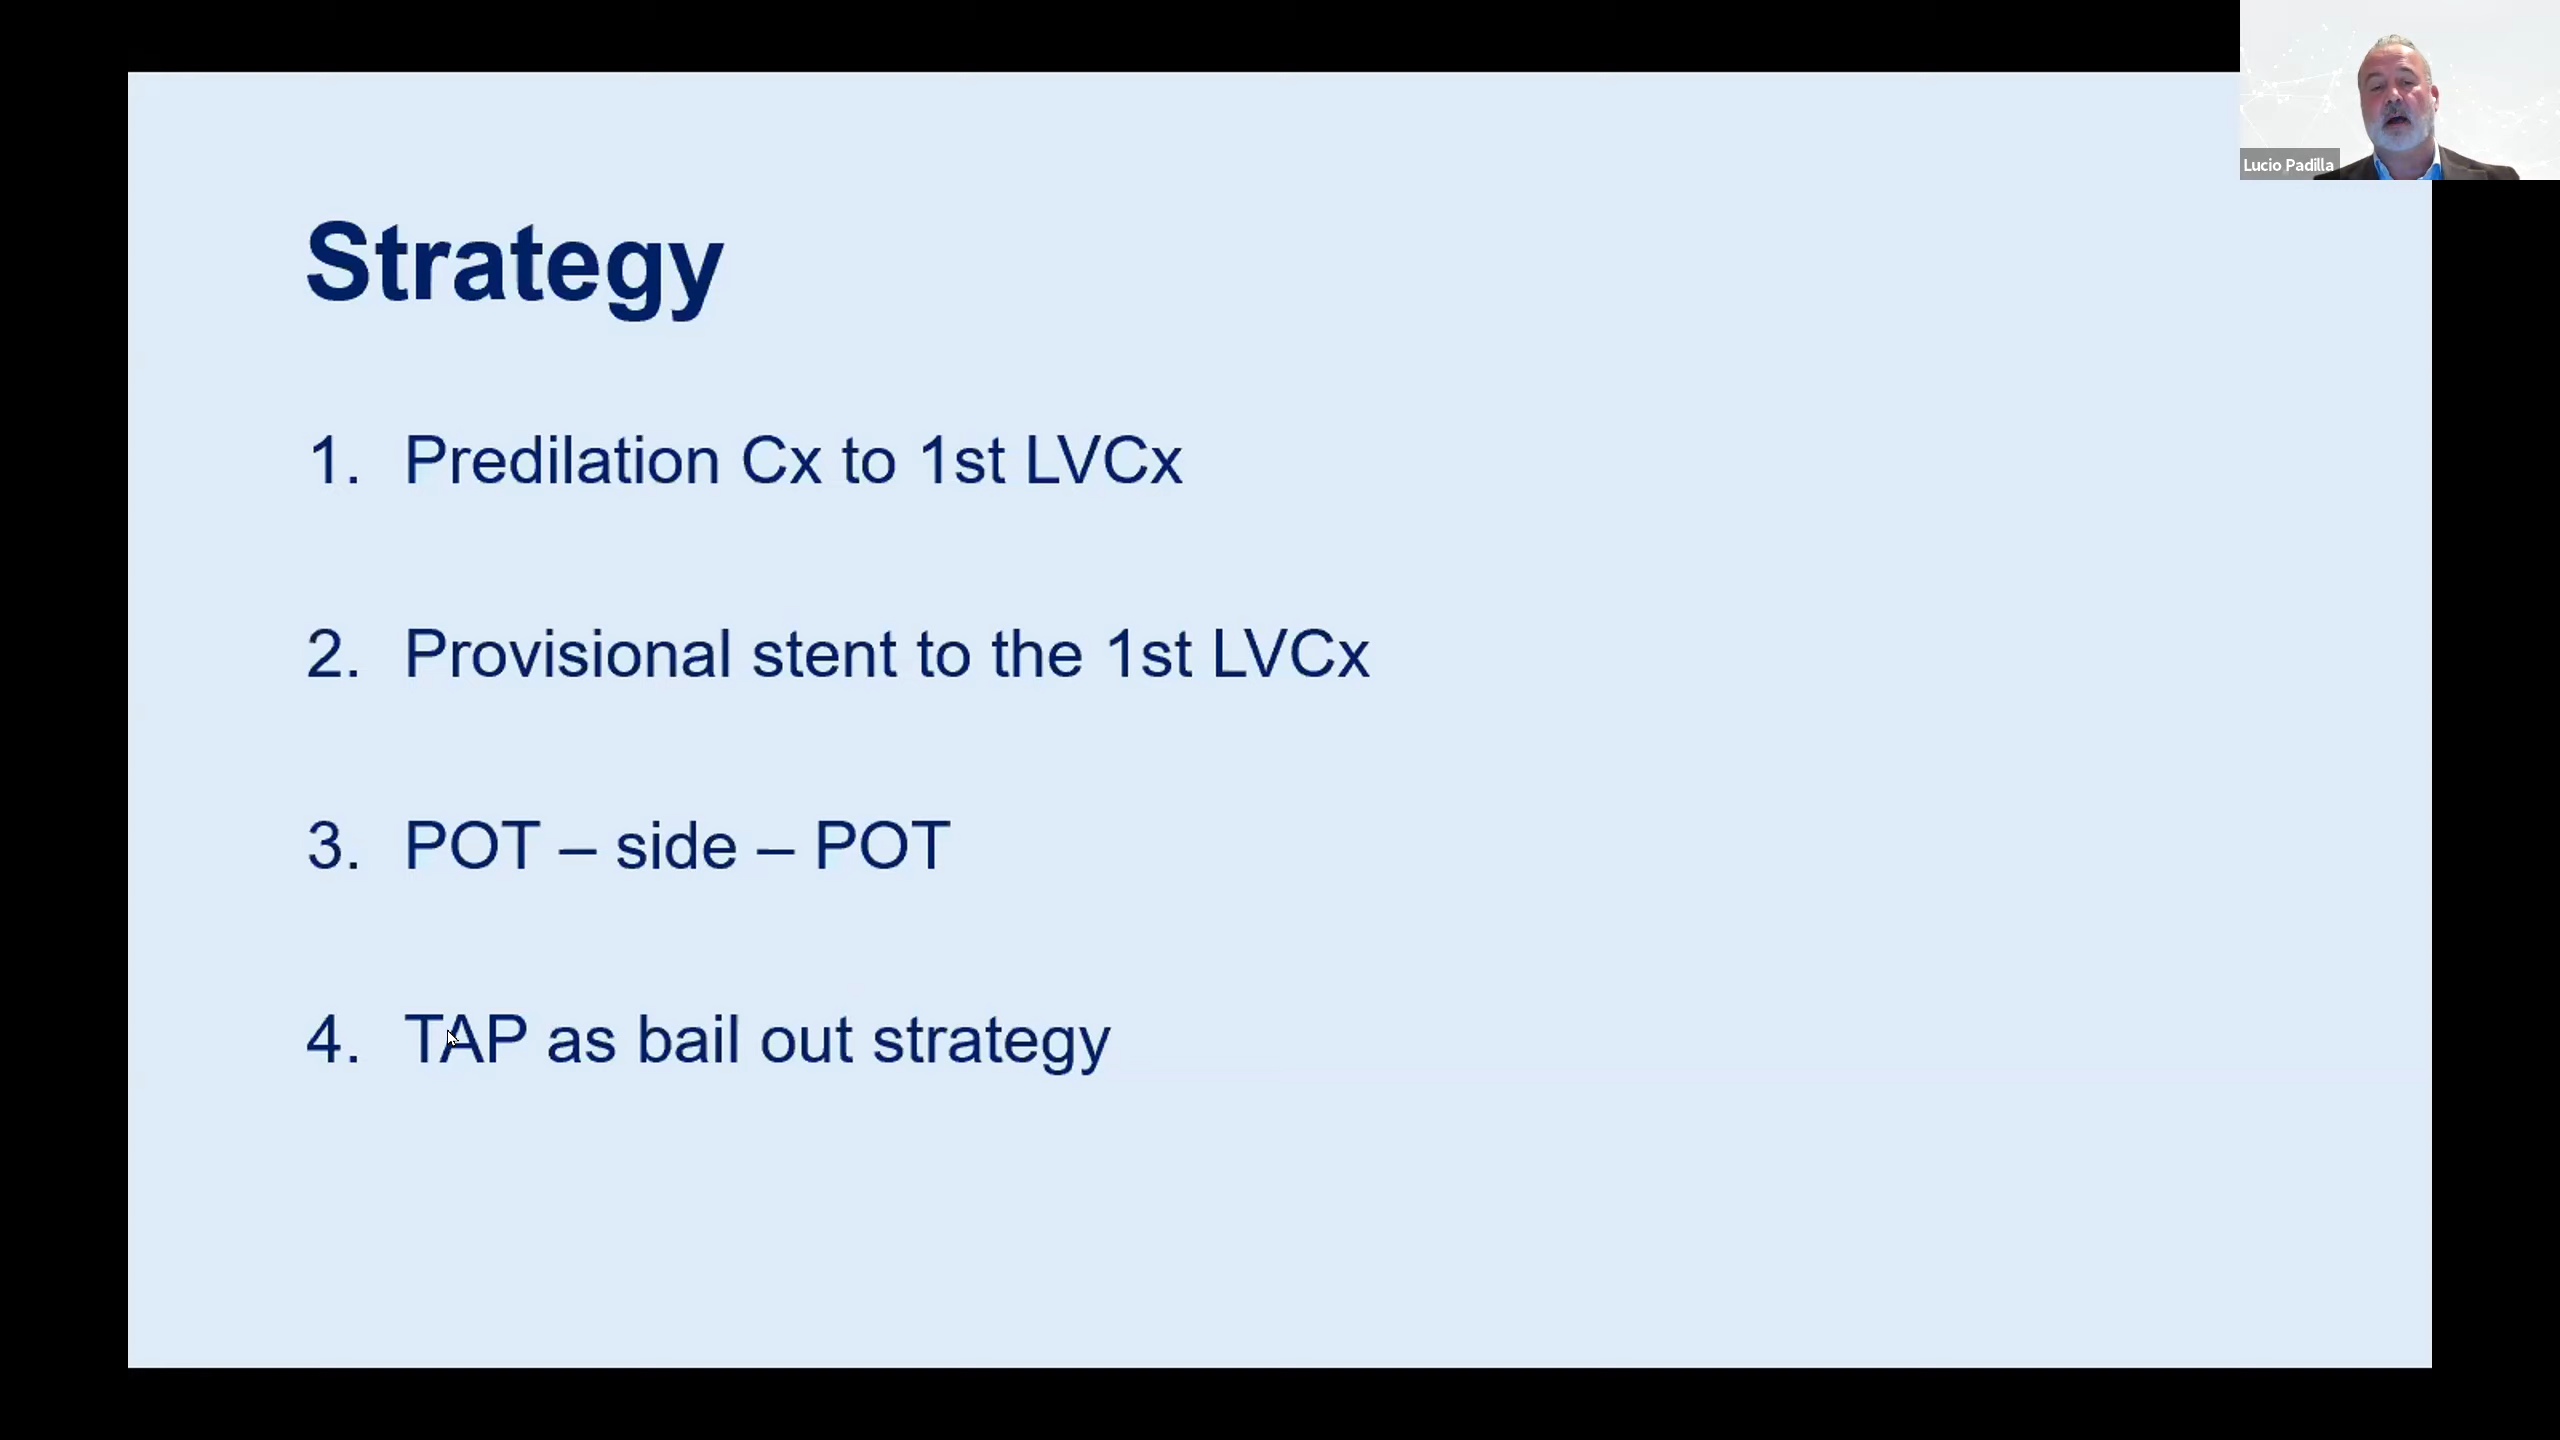 Lucio Padilla
Strategy
1. Predilation Cx to 1st LVCx
2. Provisional stent to the 1st LVCx
3. POT – side – POT
4. TAP as bail out strategy